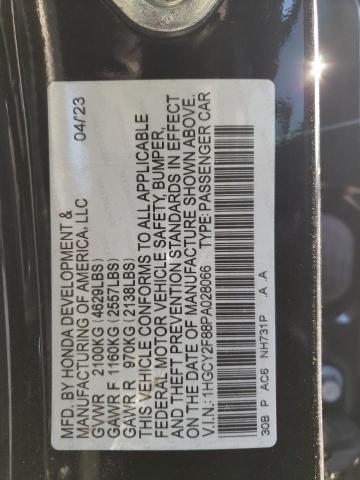 MFD. BY HONDA DEVELOPMENT &
MANUFACTURING OF AMERICA, LLC 04/23
GVWR 2100KG (4629LBS)
GAWR F 1160KG (2557LBS)
GAWR R 970KG (2138LBS)
THIS VEHICLE CONFORMS TO ALL APPLICABLE
FEDERAL MOTOR VEHICLE SAFETY, BUMPER,
AND THEFT PREVENTION STANDARDS IN EFFECT
ON THE DATE OF MANUFACTURE SHOWN ABOVE.
V.I.N.: 1HGCY2F88PA028066 TYPE: PASSENGER CAR
30B P AC6 NH731P A A